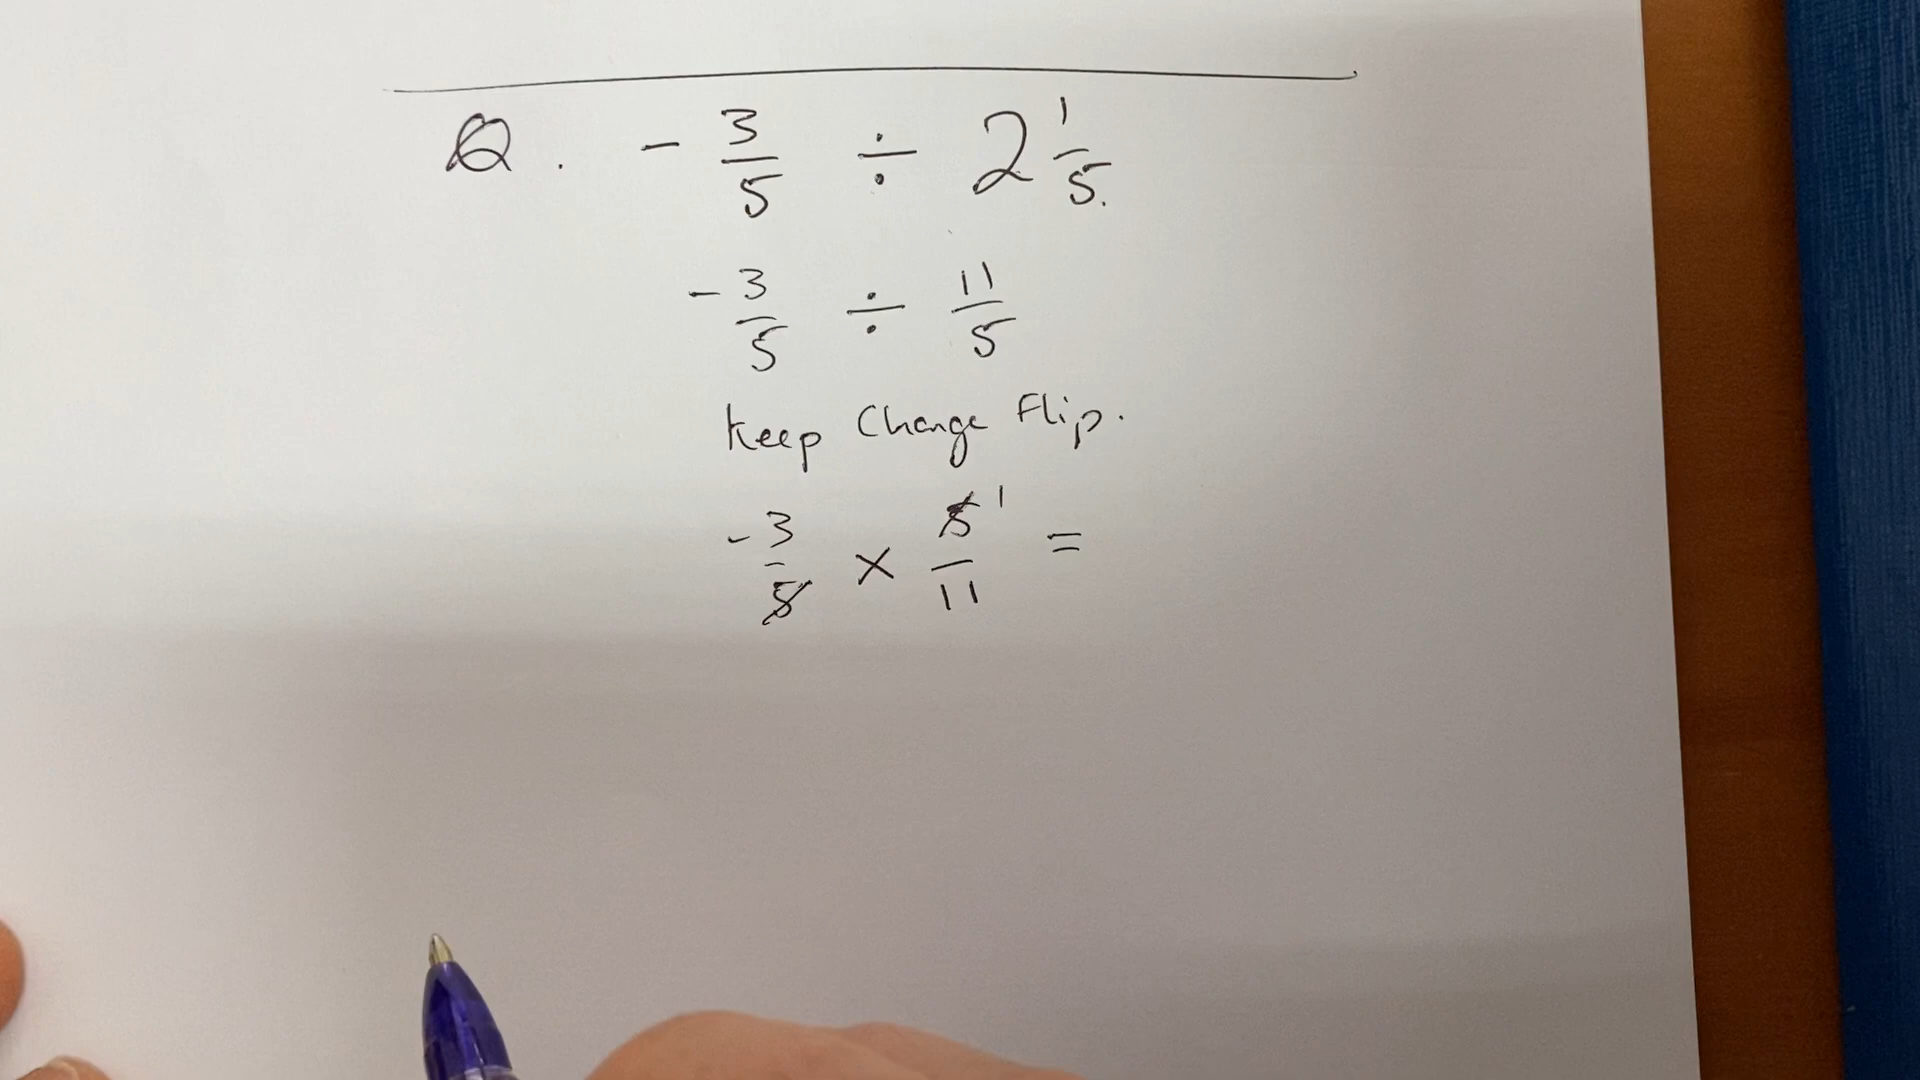 Q. - 3/5 ÷ 2 1/5.
- 3/5 ÷ 11/5
Keep Change Flip.
- 3/5 × 5/11 1 =